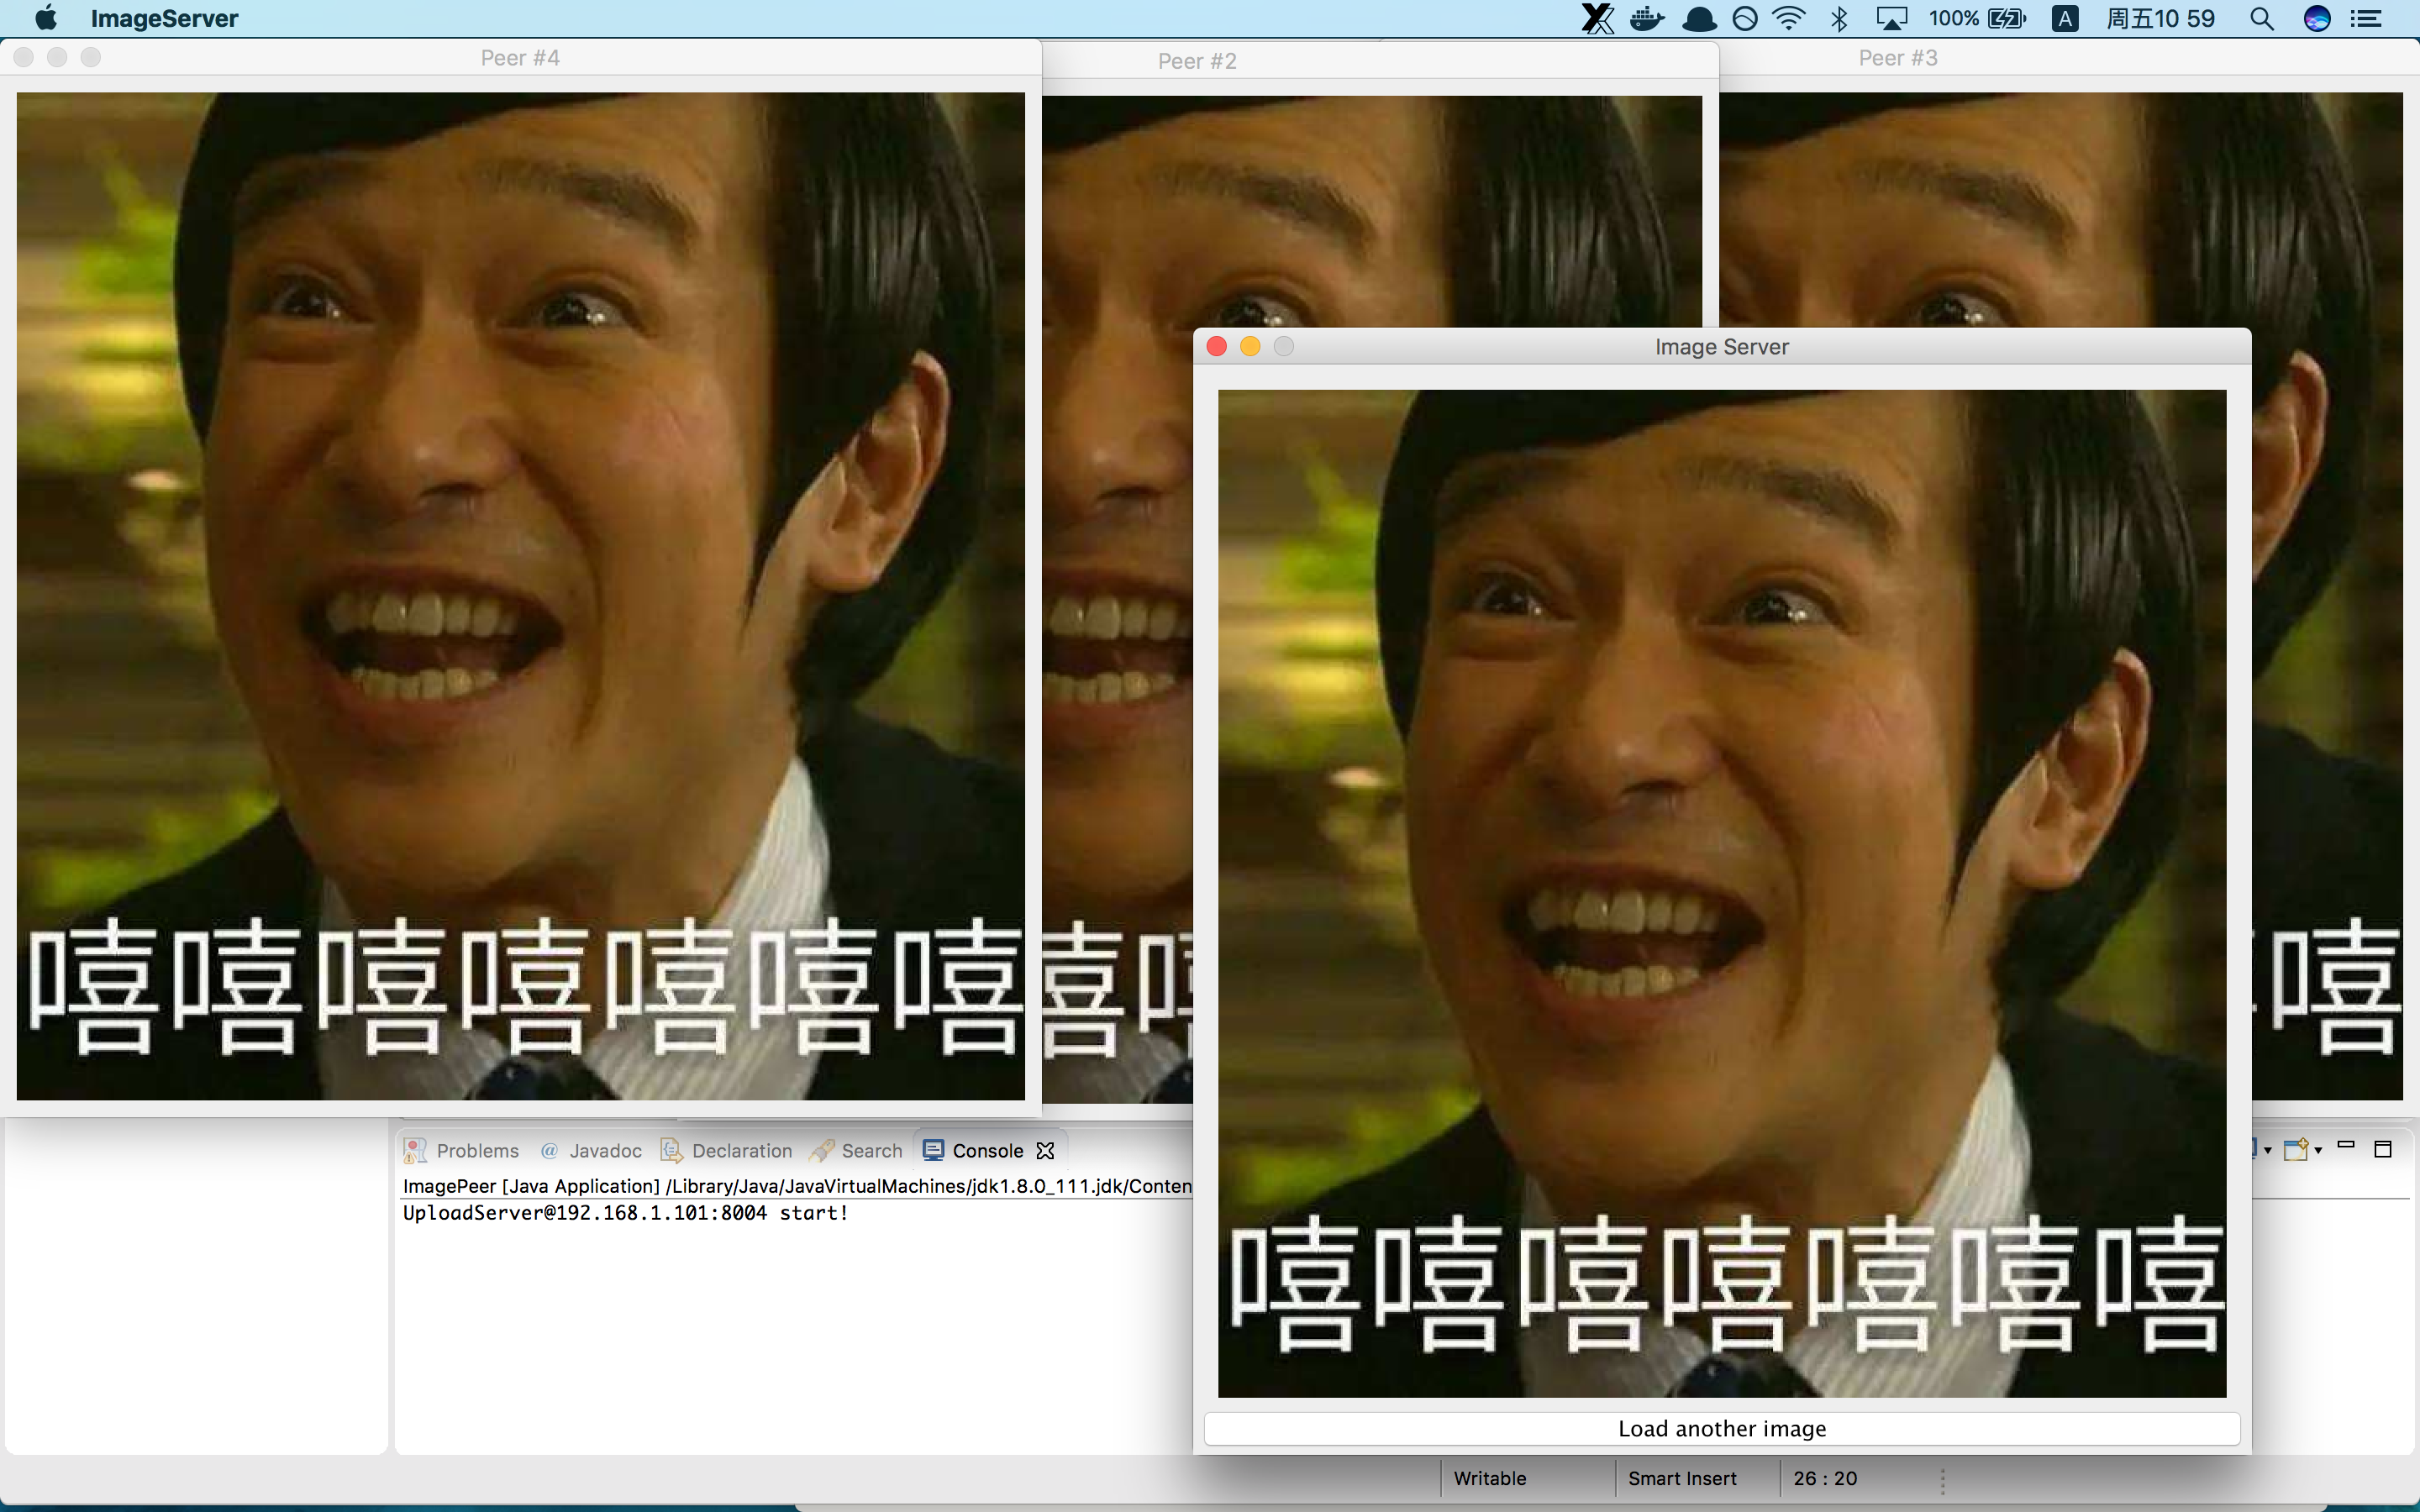 ImageServer
100%
A
周五10 59
Peer #4
Peer #2
Peer #3
Image Server
嘻嘻嘻嘻嘻嘻嘻
嘻
嘻嘻嘻嘻嘻嘻嘻
Load another image
Problems
@ Javadoc
Declaration
Search
Console
ImagePeer [Java Application] /Library/Java/JavaVirtualMachines/jdk1.8.0_111.jdk/Conten
UploadServer@192.168.1.101:8004 start!
Writable
Smart Insert
26 : 20